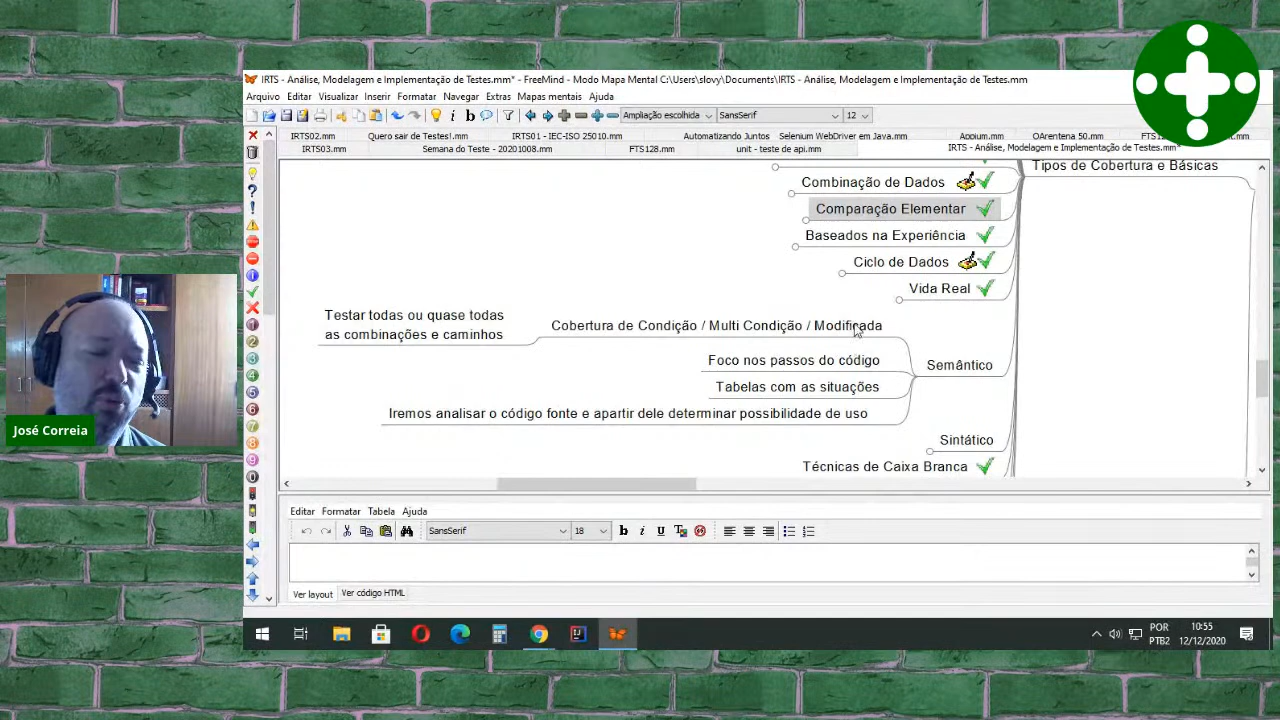 IRTS - Análise, Modelagem e Implementação de Testes.mm* - FreeMind - Modo Mapa Mental C:\Users\slovy\Documents\IRTS - Análise, Modelagem e Implementação de Testes.mm)
Arquivo Editar Visualizar Inserir Formatar Navegar Extras Mapas mentais Ajuda
Ampliação escolhida SansSerif 12
IRTS02.mm Quero sair de Testes!.mm IRTS01 - IEC-ISO 25010.mm Automatizando Juntos Selenium WebDriver em Java.mm Appium.mm QArentena 50.mm
IRTS03.mm Semana do Teste - 20201008.mm FTS128.mm unit - teste de api.mm IRTS - Análise, Modelagem e Implementação de Testes.mm*
Tipos de Cobertura e Básicas
Combinação de Dados
Comparação Elementar
Baseados na Experiência
Ciclo de Dados
Vida Real
Testar todas ou quase todas
as combinações e caminhos
Cobertura de Condição / Multi Condição / Modificada
Foco nos passos do código
Semântico
Tabelas com as situações
Iremos analisar o código fonte e apartir dele determinar possibilidade de uso
Sintático
Técnicas de Caixa Branca
José Correia
Editar Formatar Tabela Ajuda
SansSerif 18
Ver layout Ver código HTML
POR
PTB2
10:55
12/12/2020